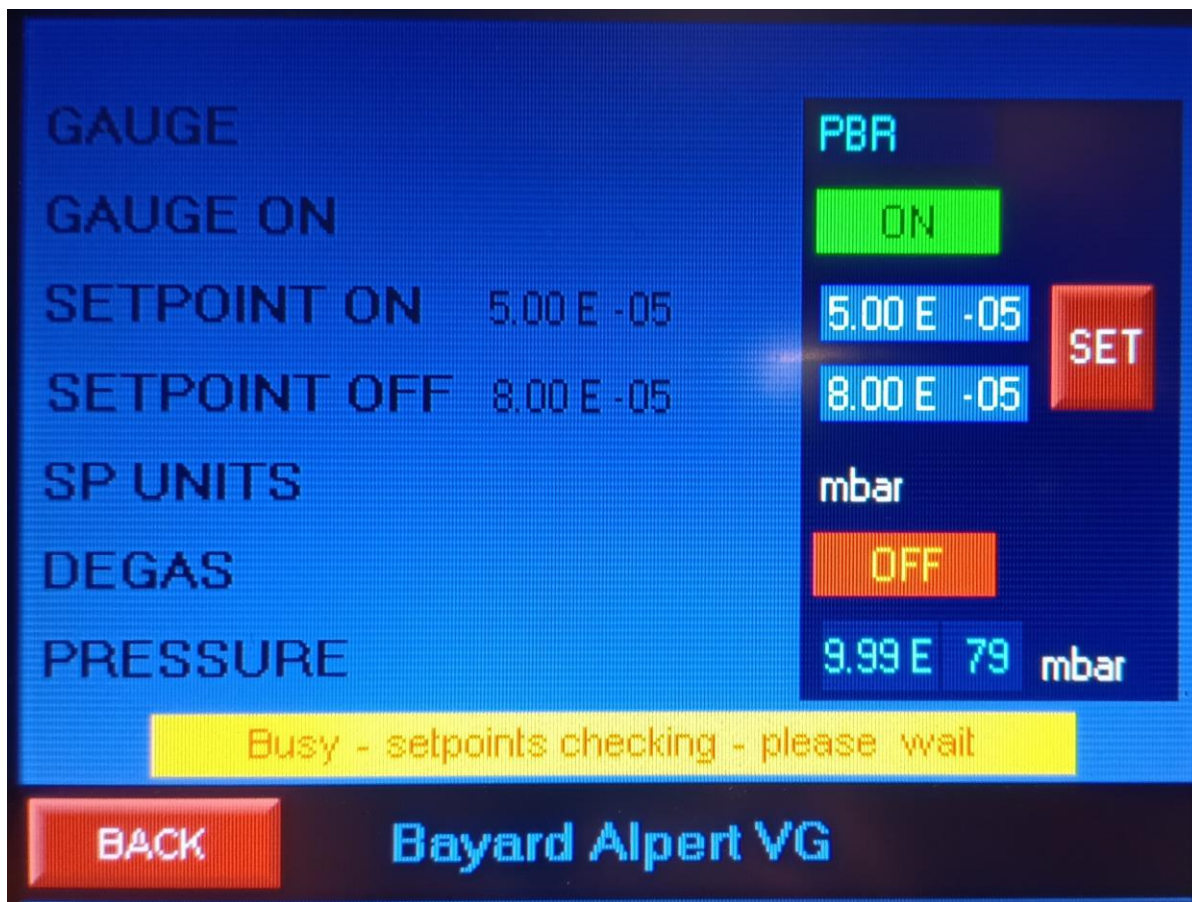 GAUGE PBR
GAUGE ON ON
SETPOINT ON 5.00 E -05 5.00 E -05
SET
SETPOINT OFF 8.00 E -05 8.00 E -05
SP UNITS mbar
DEGAS OFF
PRESSURE 9.99 E 79 mbar
Busy - setpoints checking - please wait
BACK Bayard Alpert VG